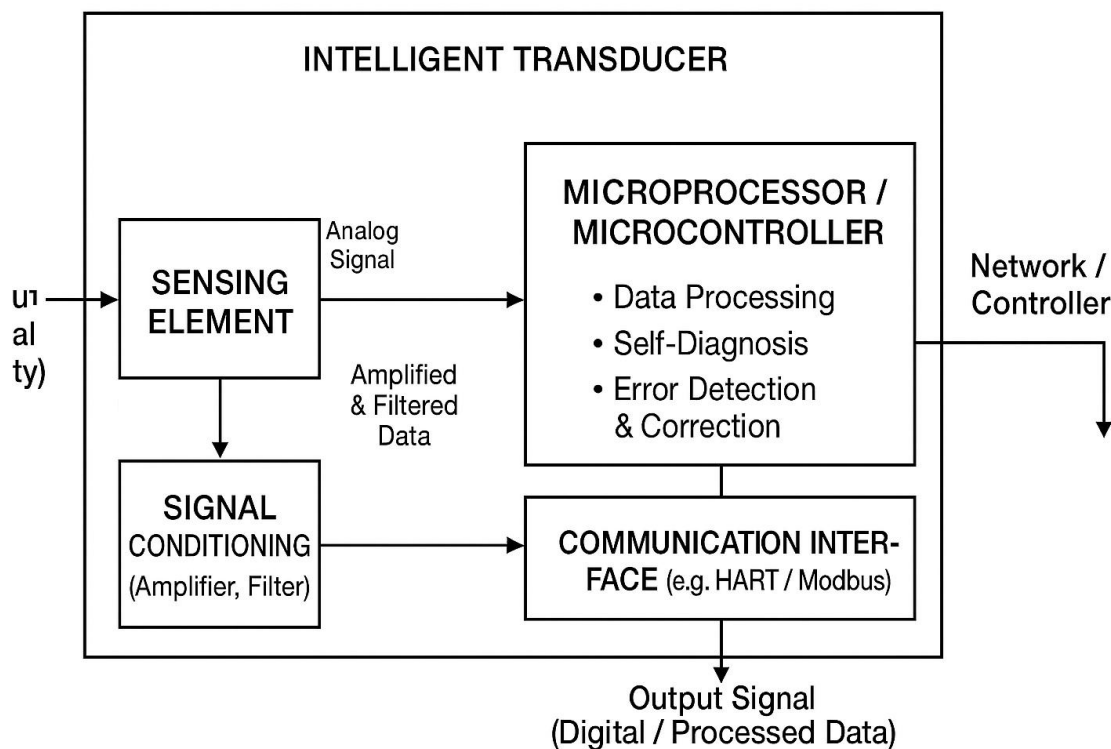 INTELLIGENT TRANSDUCER
Analog
Signal
SENSING
ELEMENT
al
ty)
MICROPROCESSOR /
MICROCONTROLLER
• Data Processing
• Self-Diagnosis
• Error Detection
& Correction
Network /
Controller
Amplified
& Filtered
Data
SIGNAL
CONDITIONING
(Amplifier, Filter)
COMMUNICATION INTER-
FACE (e.g. HART / Modbus)
Output Signal
(Digital / Processed Data)